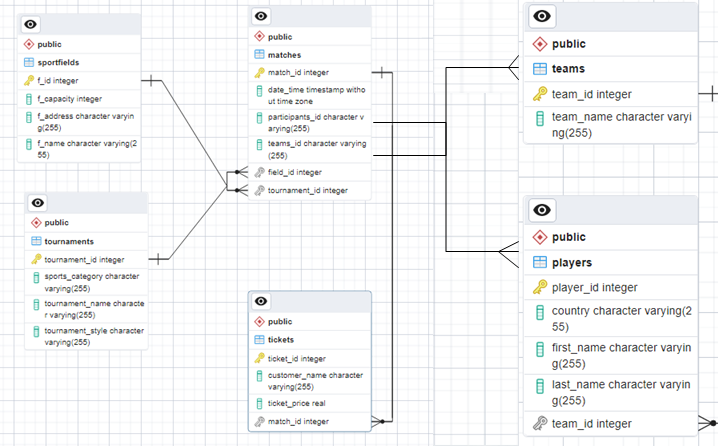 public
sportfields
f_id integer
f_capacity integer
f_address character varyin
g(255)
f_name character varying(2
55)
public
tournaments
tournament_id integer
sports_category character
varying(255)
tournament_name characte
r varying(255)
tournament_style character
varying(255)
public
matches
match_id integer
date_time timestamp witho
ut time zone
participants_id character v
arying(255)
teams_id character varying
(255)
field_id integer
tournament_id integer
public
tickets
ticket_id integer
customer_name character
varying(255)
ticket_price real
match_id integer
public
teams
team_id integer
team_name character varyi
ng(255)
public
players
player_id integer
country character varying(2
55)
first_name character varyin
g(255)
last_name character varyin
g(255)
team_id integer